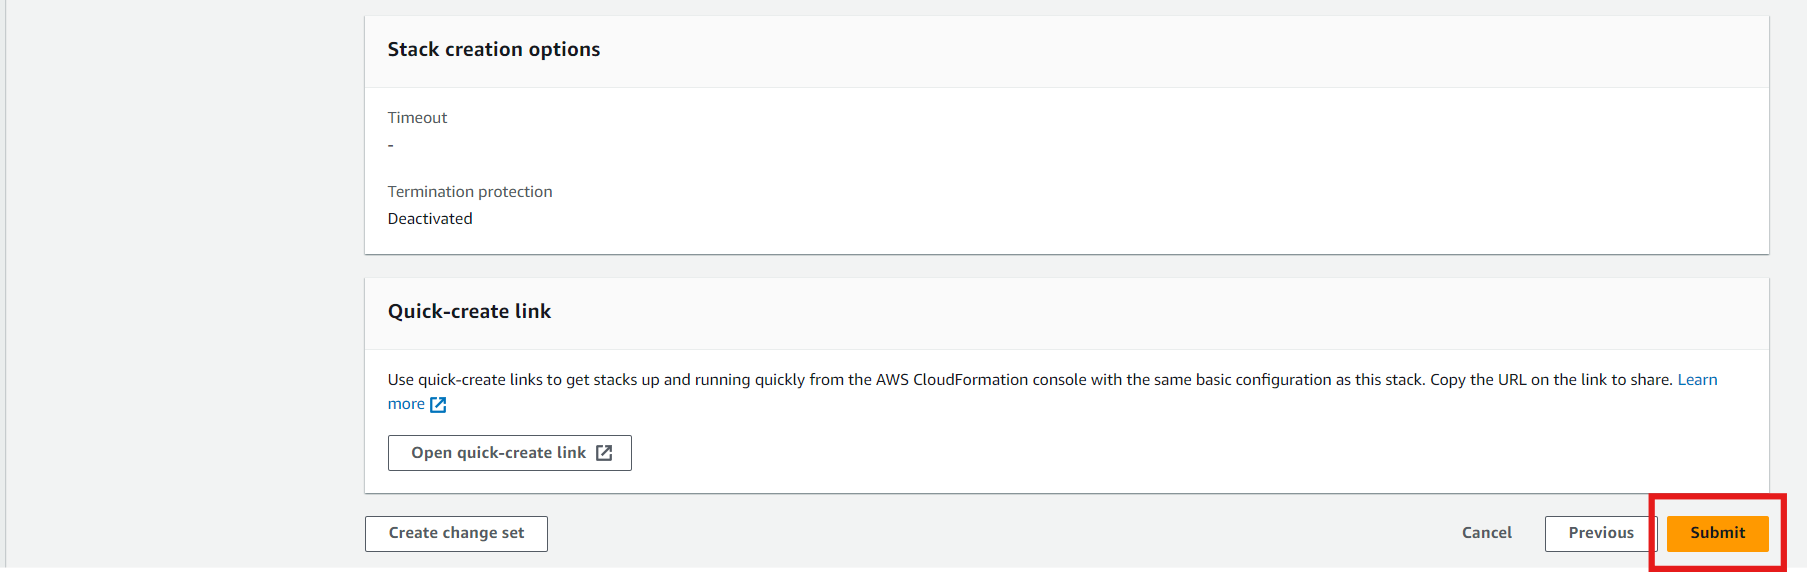 Stack creation options
Timeout
-
Termination protection
Deactivated
Quick-create link
Use quick-create links to get stacks up and running quickly from the AWS CloudFormation console with the same basic configuration as this stack. Copy the URL on the link to share. Learn
more
Open quick-create link
Create change set
Cancel
Previous
Submit